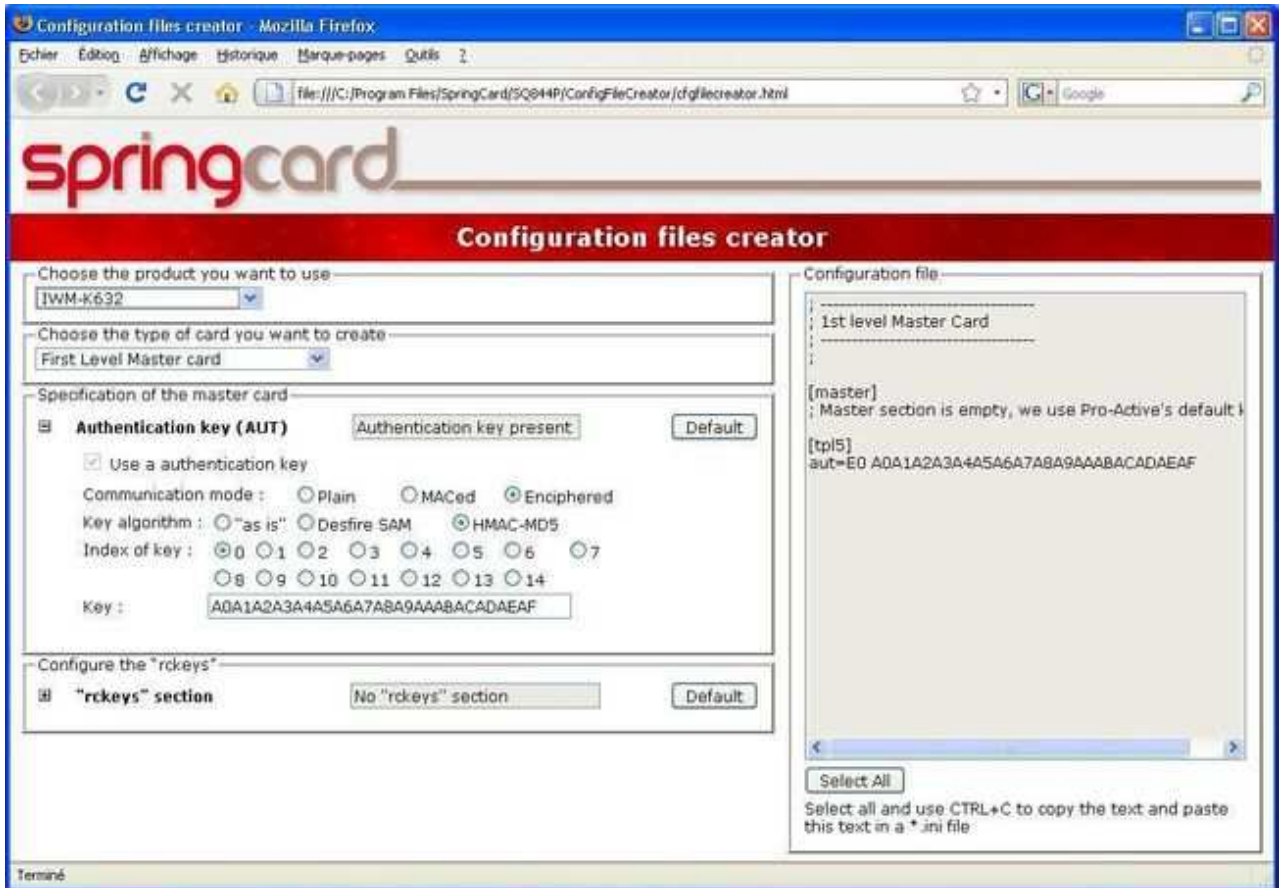 Configuration files creator - Mozilla Firefox
Fichier Édition Affichage Historique Marque-pages Outils ?
file:///C:/Program Files/SpringCard/SQ844P/ConfigFileCreator/cfgfilecreator.html
Google
springcard
Configuration files creator
Choose the product you want to use
IWM-K632
Choose the type of card you want to create
First Level Master card
Specification of the master card
Authentication key (AUT) Authentication key present Default
Use a authentication key
Communication mode : Plain MACed Enciphered
Key algorithm : "as is" Desfire SAM HMAC-MD5
Index of key : 0 1 2 3 4 5 6 7
8 9 10 11 12 13 14
Key : A0A1A2A3A4A5A6A7A8A9AAABACADAEAF
Configure the "rckeys"
"rckeys" section No "rckeys" section Default
Configuration file
; -----------------------------------
; 1st level Master Card
; -----------------------------------
;
[master]
; Master section is empty, we use Pro-Active's default k
[tpl5]
aut=E0 A0A1A2A3A4A5A6A7A8A9AAABACADAEAF
Select All
Select all and use CTRL+C to copy the text and paste
this text in a *.ini file
Terminé